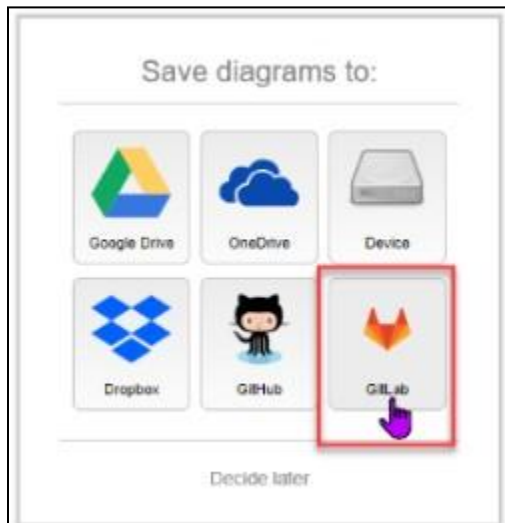 Save diagrams to:
Google Drive OneDrive Device
Dropbox GitHub GitLab
Decide later